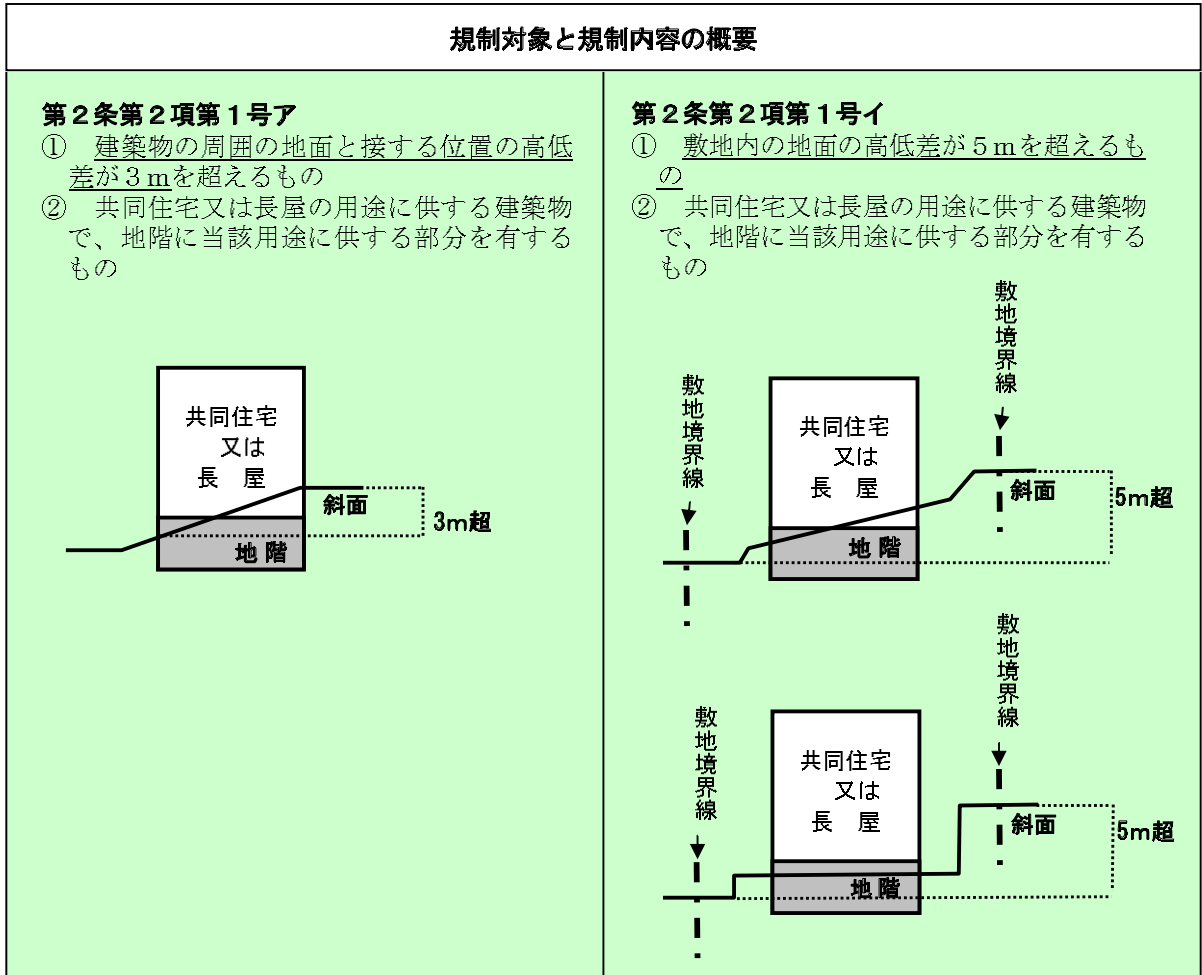 規制対象と規制内容の概要
第２条第２項第１号ア
①　建築物の周囲の地面と接する位置の高低
差が３ｍを超えるもの
②　共同住宅又は長屋の用途に供する建築物
で、地階に当該用途に供する部分を有する
もの
共同住宅
又は
長　屋
斜面
3m超
地階
第２条第２項第１号イ
①　敷地内の地面の高低差が５ｍを超えるも
の
②　共同住宅又は長屋の用途に供する建築物
で、地階に当該用途に供する部分を有する
もの
敷地境界線
敷地境界線
共同住宅
又は
長　屋
斜面
5m超
地階
敷地境界線
敷地境界線
共同住宅
又は
長　屋
斜面
5m超
地階